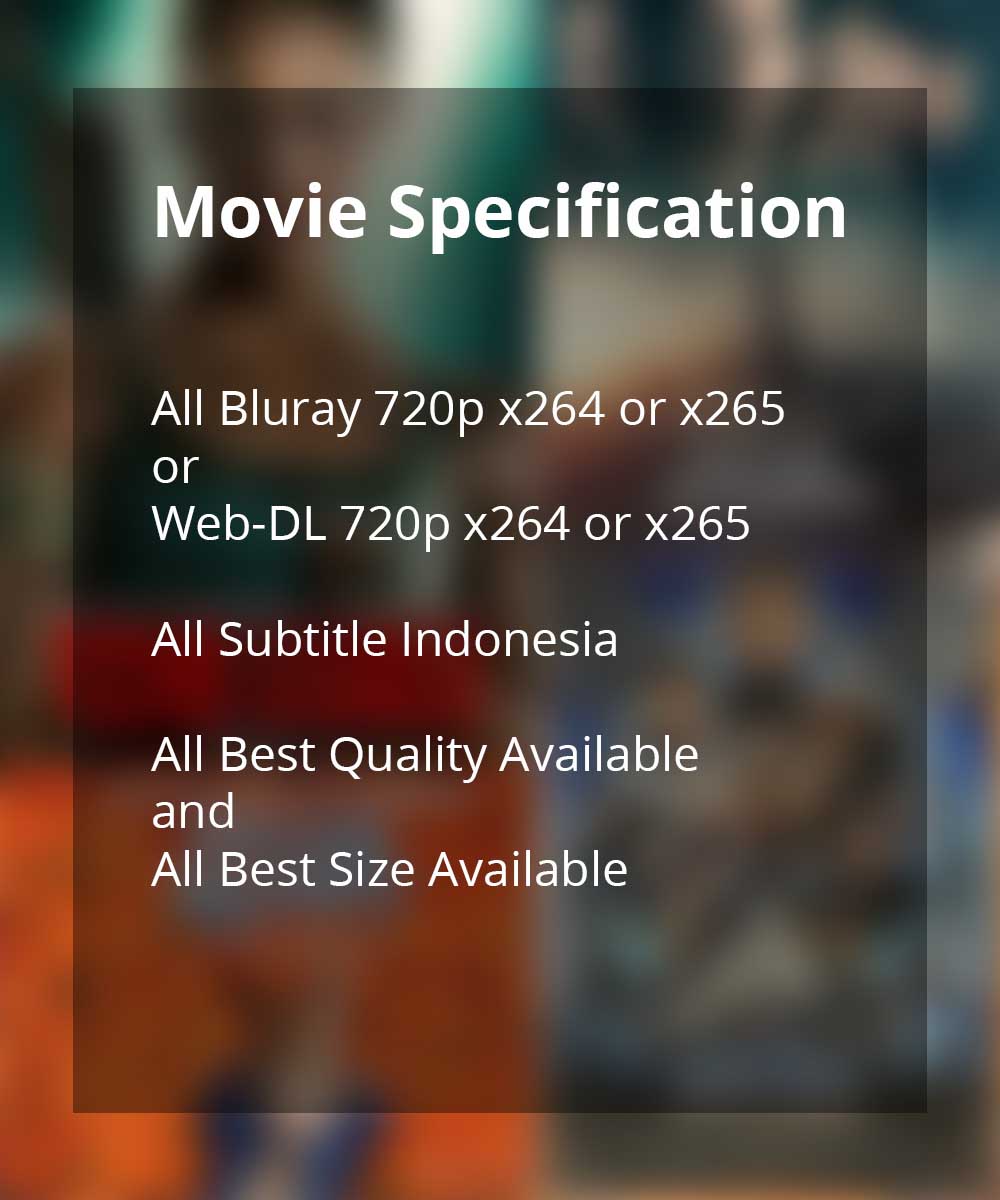 Movie Specification
All Bluray 720p x264 or x265
or
Web-DL 720p x264 or x265
All Subtitle Indonesia
All Best Quality Available
and
All Best Size Available